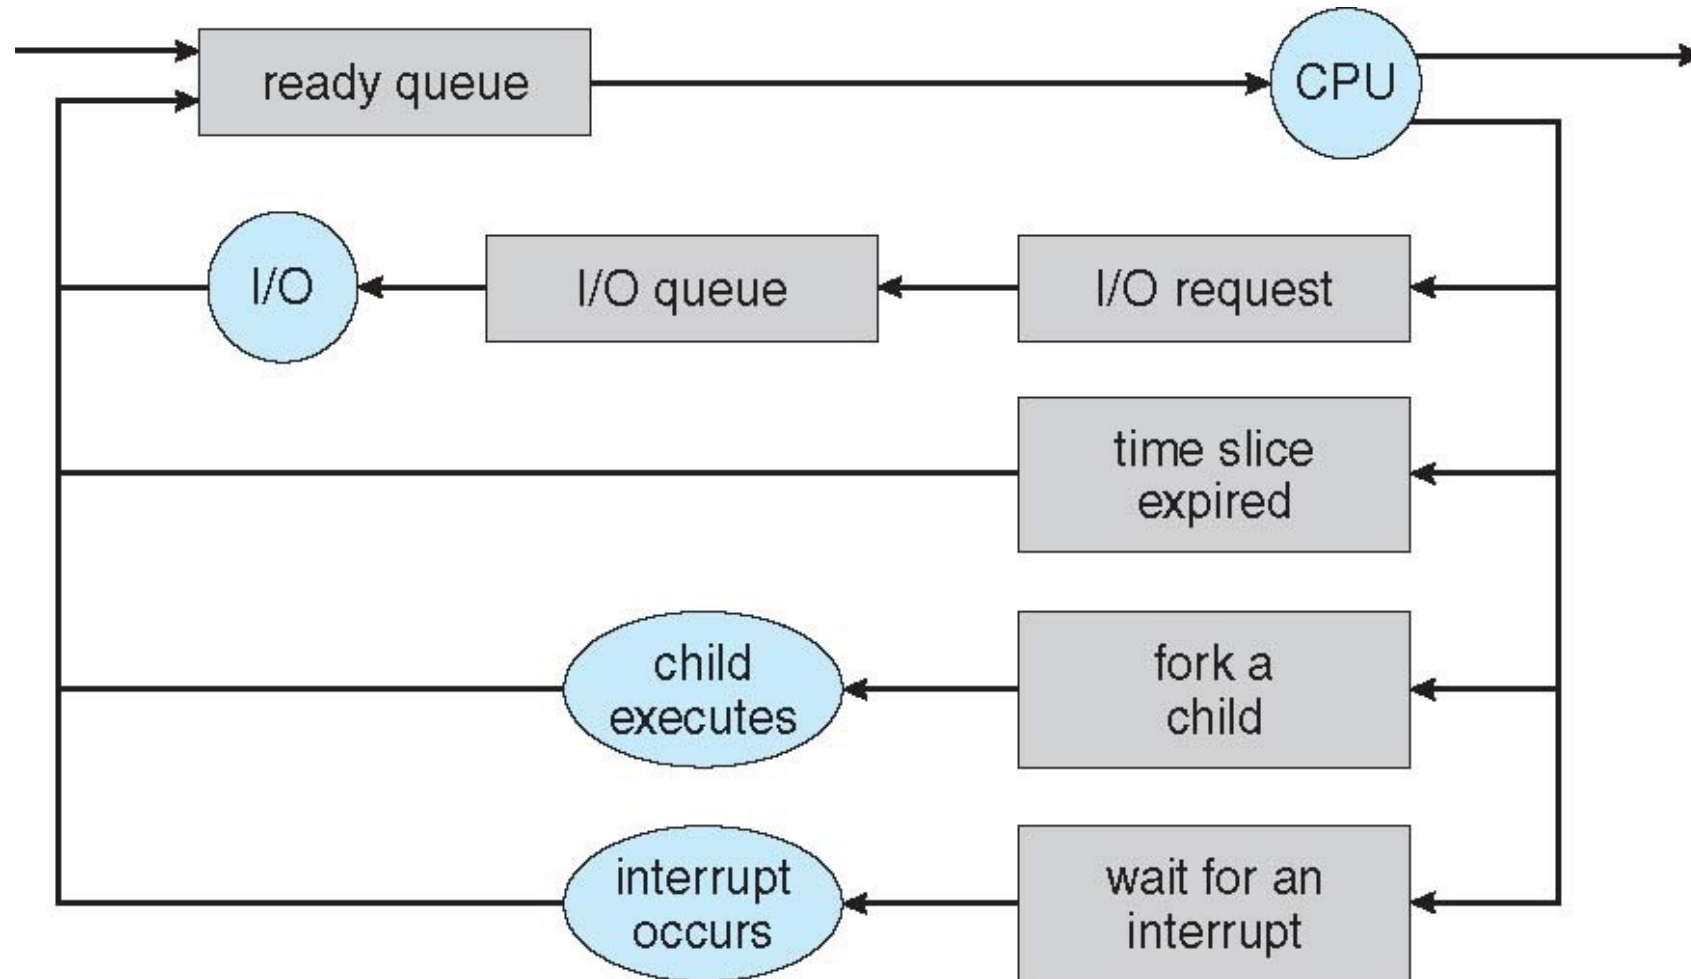 ready queue
CPU
I/O
I/O queue
I/O request
time slice
expired
child
executes
fork a
child
interrupt
occurs
wait for an
interrupt